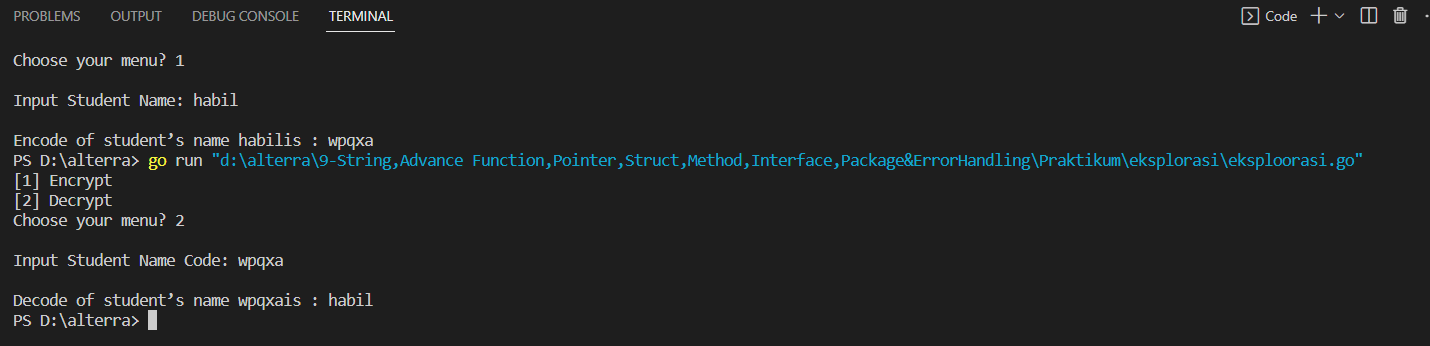 PROBLEMS OUTPUT DEBUG CONSOLE TERMINAL Code
Choose your menu? 1
Input Student Name: habil
Encode of student’s name habilis : wpqxa
PS D:\alterra> go run "d:\alterra\9-String,Advance Function,Pointer,Struct,Method,Interface,Package&ErrorHandling\Praktikum\eksplorasi\eksploorasi.go"
[1] Encrypt
[2] Decrypt
Choose your menu? 2
Input Student Name Code: wpqxa
Decode of student’s name wpqxais : habil
PS D:\alterra>